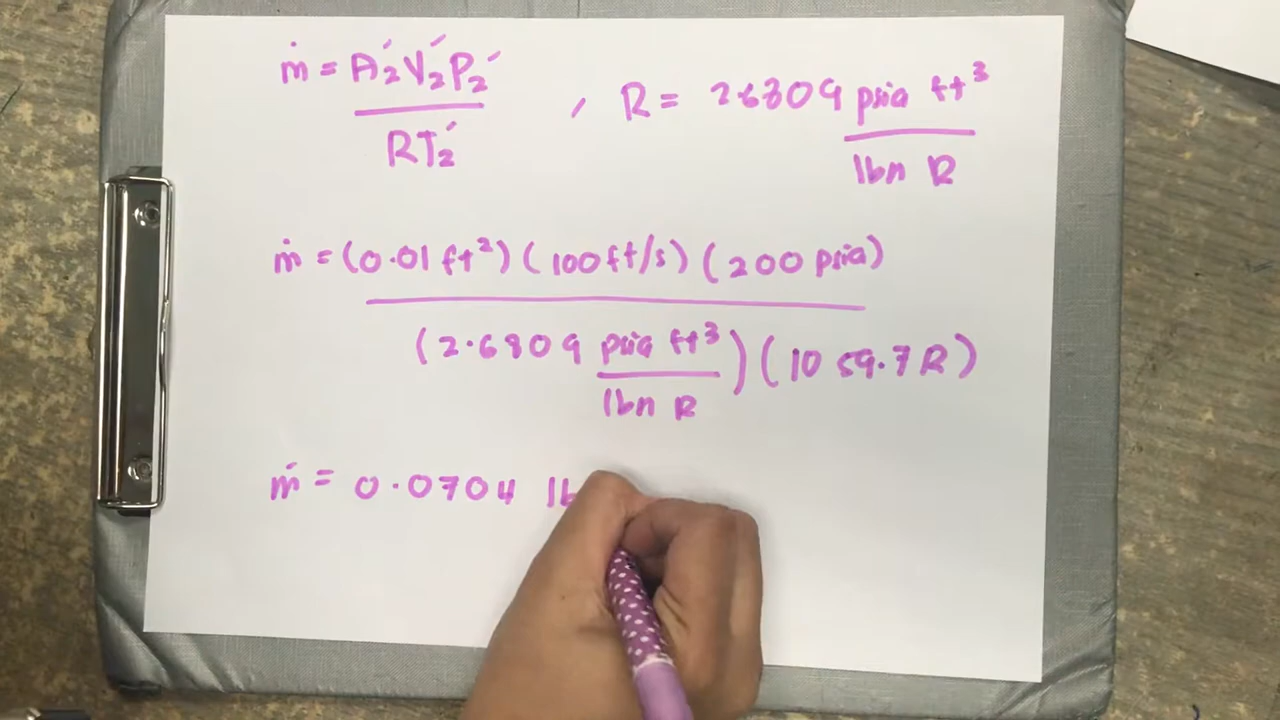 ṁ = A₂′V₂′P₂′ / RT₂′ , R = 2.6809 psia ft³ / lbm R
ṁ = (0.01 ft²) (100 ft/s) (200 psia) / (2.6809 psia ft³ / lbm R) (1059.7 R)
ṁ = 0.0704 lb